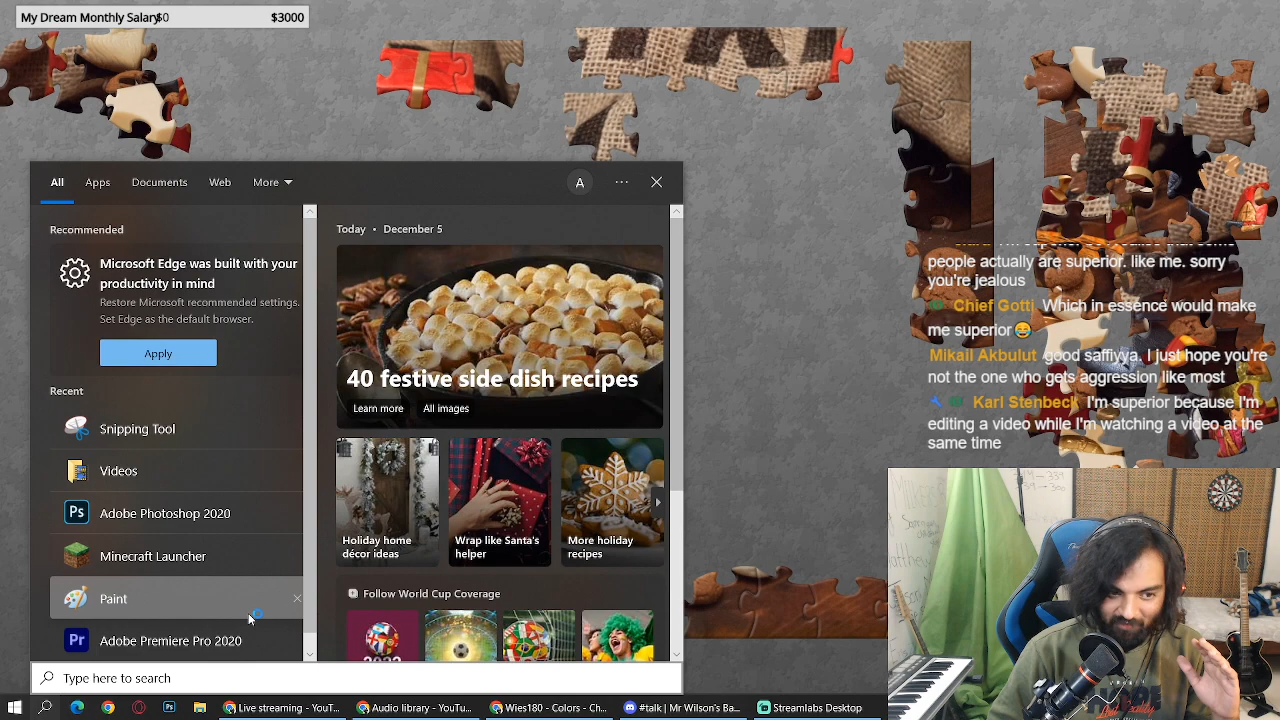 My Dream Monthly Salary
$0
$3000
All
Apps
Documents
Web
More
A
Recommended
Microsoft Edge was built with your
productivity in mind
Restore Microsoft recommended settings.
Set Edge as the default browser.
Apply
Recent
Snipping Tool
Videos
Ps
Adobe Photoshop 2020
Minecraft Launcher
Paint
Pr
Adobe Premiere Pro 2020
Today • December 5
40 festive side dish recipes
Learn more
All images
Holiday home
décor ideas
Wrap like Santa's
helper
More holiday
recipes
Follow World Cup Coverage
people actually are superior. like me. sorry
you're jealous
Chief Gotti Which in essence would make
me superior😂
Mikail Akbulut good saffiyya. I just hope you're
not the one who gets aggression like most
Karl Stenbeck I'm superior because I'm
editing a video while I'm watching a video at the
same time
Type here to search
Live streaming - YouT...
Audio library - YouT...
Wies180 - Colors - Ch...
Streamlabs Desktop